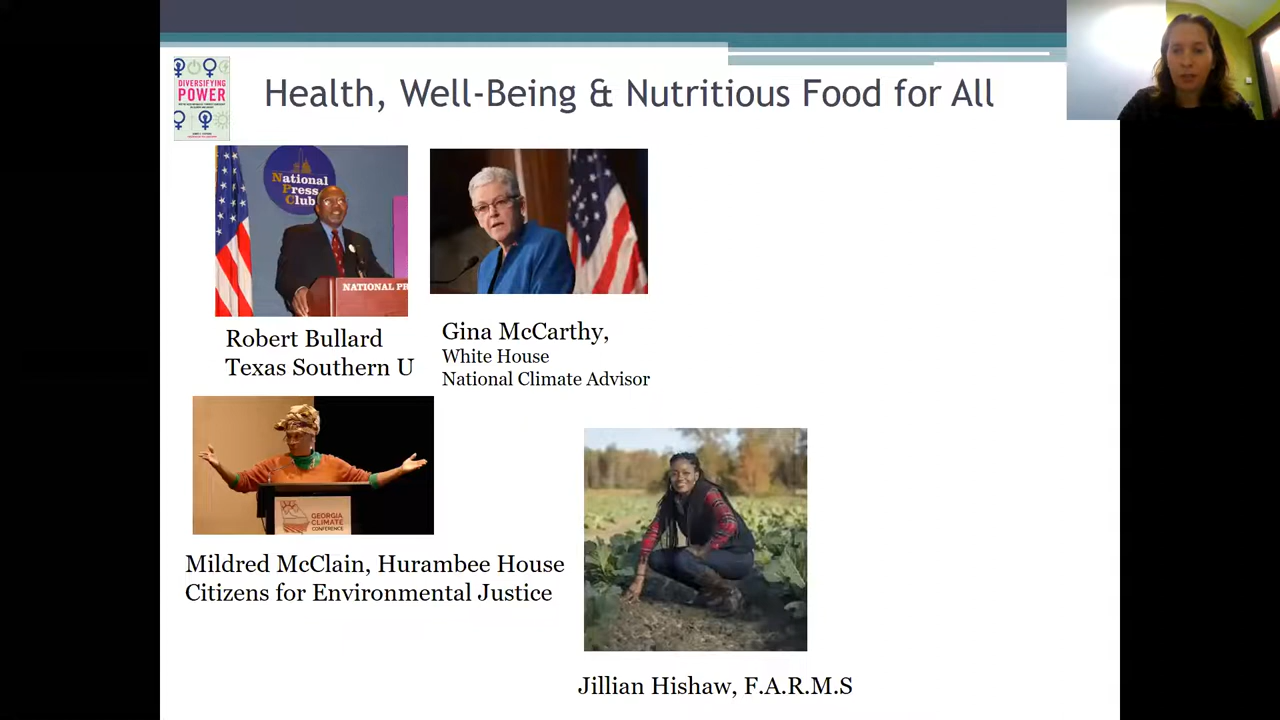 Health, Well-Being & Nutritious Food for All
DIVERSIFYING
POWER
National
Press
Club
NATIONAL PR
Robert Bullard
Texas Southern U
Gina McCarthy,
White House
National Climate Advisor
GEORGIA
CLIMATE
CONFERENCE
Mildred McClain, Hurambee House
Citizens for Environmental Justice
Jillian Hishaw, F.A.R.M.S